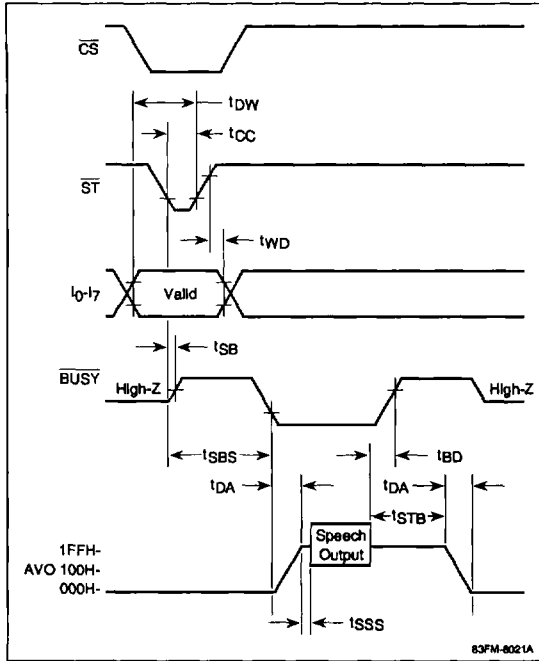 CS
tDW
tCC
ST
tWD
I0-I7
Valid
tSB
BUSY
High-Z
High-Z
tSBS
tBD
tDA
tDA
tSTB
1FFH-
AVO 100H-
000H-
Speech
Output
tSSS
83FM-8021A